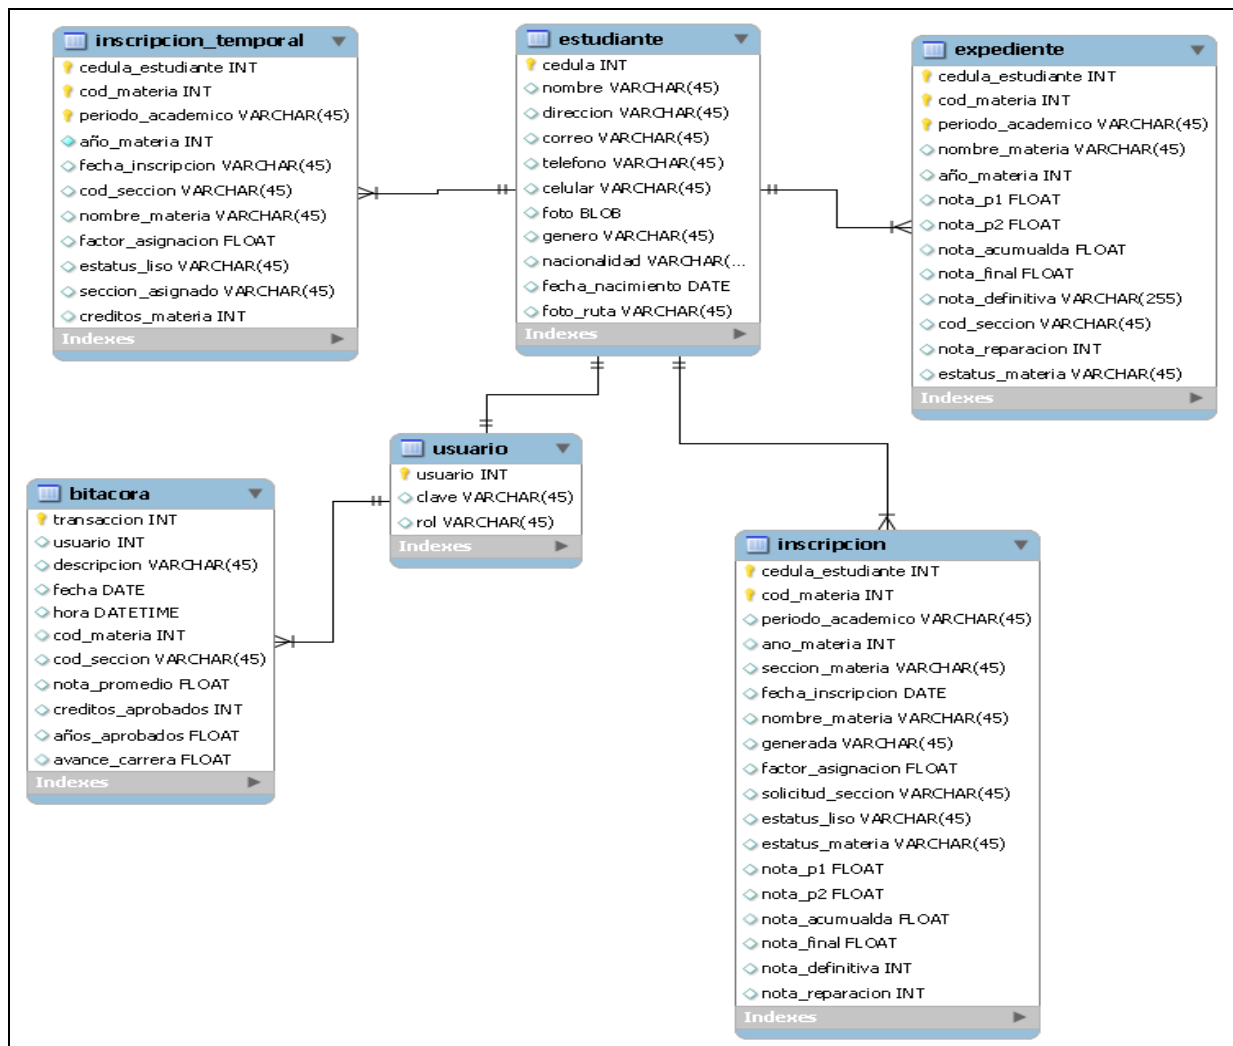 inscripcion_temporal
cedula_estudiante INT
cod_materia INT
periodo_academico VARCHAR(45)
año_materia INT
fecha_inscripcion VARCHAR(45)
cod_seccion VARCHAR(45)
nombre_materia VARCHAR(45)
factor_asignacion FLOAT
estatus_liso VARCHAR(45)
seccion_asignado VARCHAR(45)
creditos_materia INT
Indexes
estudiante
cedula INT
nombre VARCHAR(45)
direccion VARCHAR(45)
correo VARCHAR(45)
telefono VARCHAR(45)
celular VARCHAR(45)
foto BLOB
genero VARCHAR(45)
nacionalidad VARCHAR(...
fecha_nacimiento DATE
foto_ruta VARCHAR(45)
Indexes
expediente
cedula_estudiante INT
cod_materia INT
periodo_academico VARCHAR(45)
nombre_materia VARCHAR(45)
año_materia INT
nota_p1 FLOAT
nota_p2 FLOAT
nota_acumualda FLOAT
nota_final FLOAT
nota_definitiva VARCHAR(255)
cod_seccion VARCHAR(45)
nota_reparacion INT
estatus_materia VARCHAR(45)
Indexes
usuario
usuario INT
clave VARCHAR(45)
rol VARCHAR(45)
Indexes
bitacora
transaccion INT
usuario INT
descripcion VARCHAR(45)
fecha DATE
hora DATETIME
cod_materia INT
cod_seccion VARCHAR(45)
nota_promedio FLOAT
creditos_aprobados INT
años_aprobados FLOAT
avance_carrera FLOAT
Indexes
inscripcion
cedula_estudiante INT
cod_materia INT
periodo_academico VARCHAR(45)
ano_materia INT
seccion_materia VARCHAR(45)
fecha_inscripcion DATE
nombre_materia VARCHAR(45)
generada VARCHAR(45)
factor_asignacion FLOAT
solicitud_seccion VARCHAR(45)
estatus_liso VARCHAR(45)
estatus_materia VARCHAR(45)
nota_p1 FLOAT
nota_p2 FLOAT
nota_acumualda FLOAT
nota_final FLOAT
nota_definitiva INT
nota_reparacion INT
Indexes